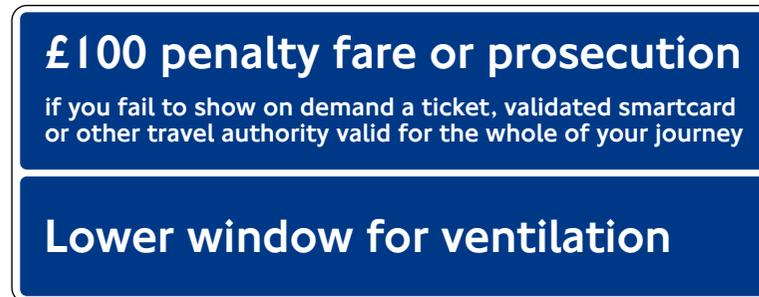 £100 penalty fare or prosecution
if you fail to show on demand a ticket, validated smartcard
or other travel authority valid for the whole of your journey
Lower window for ventilation